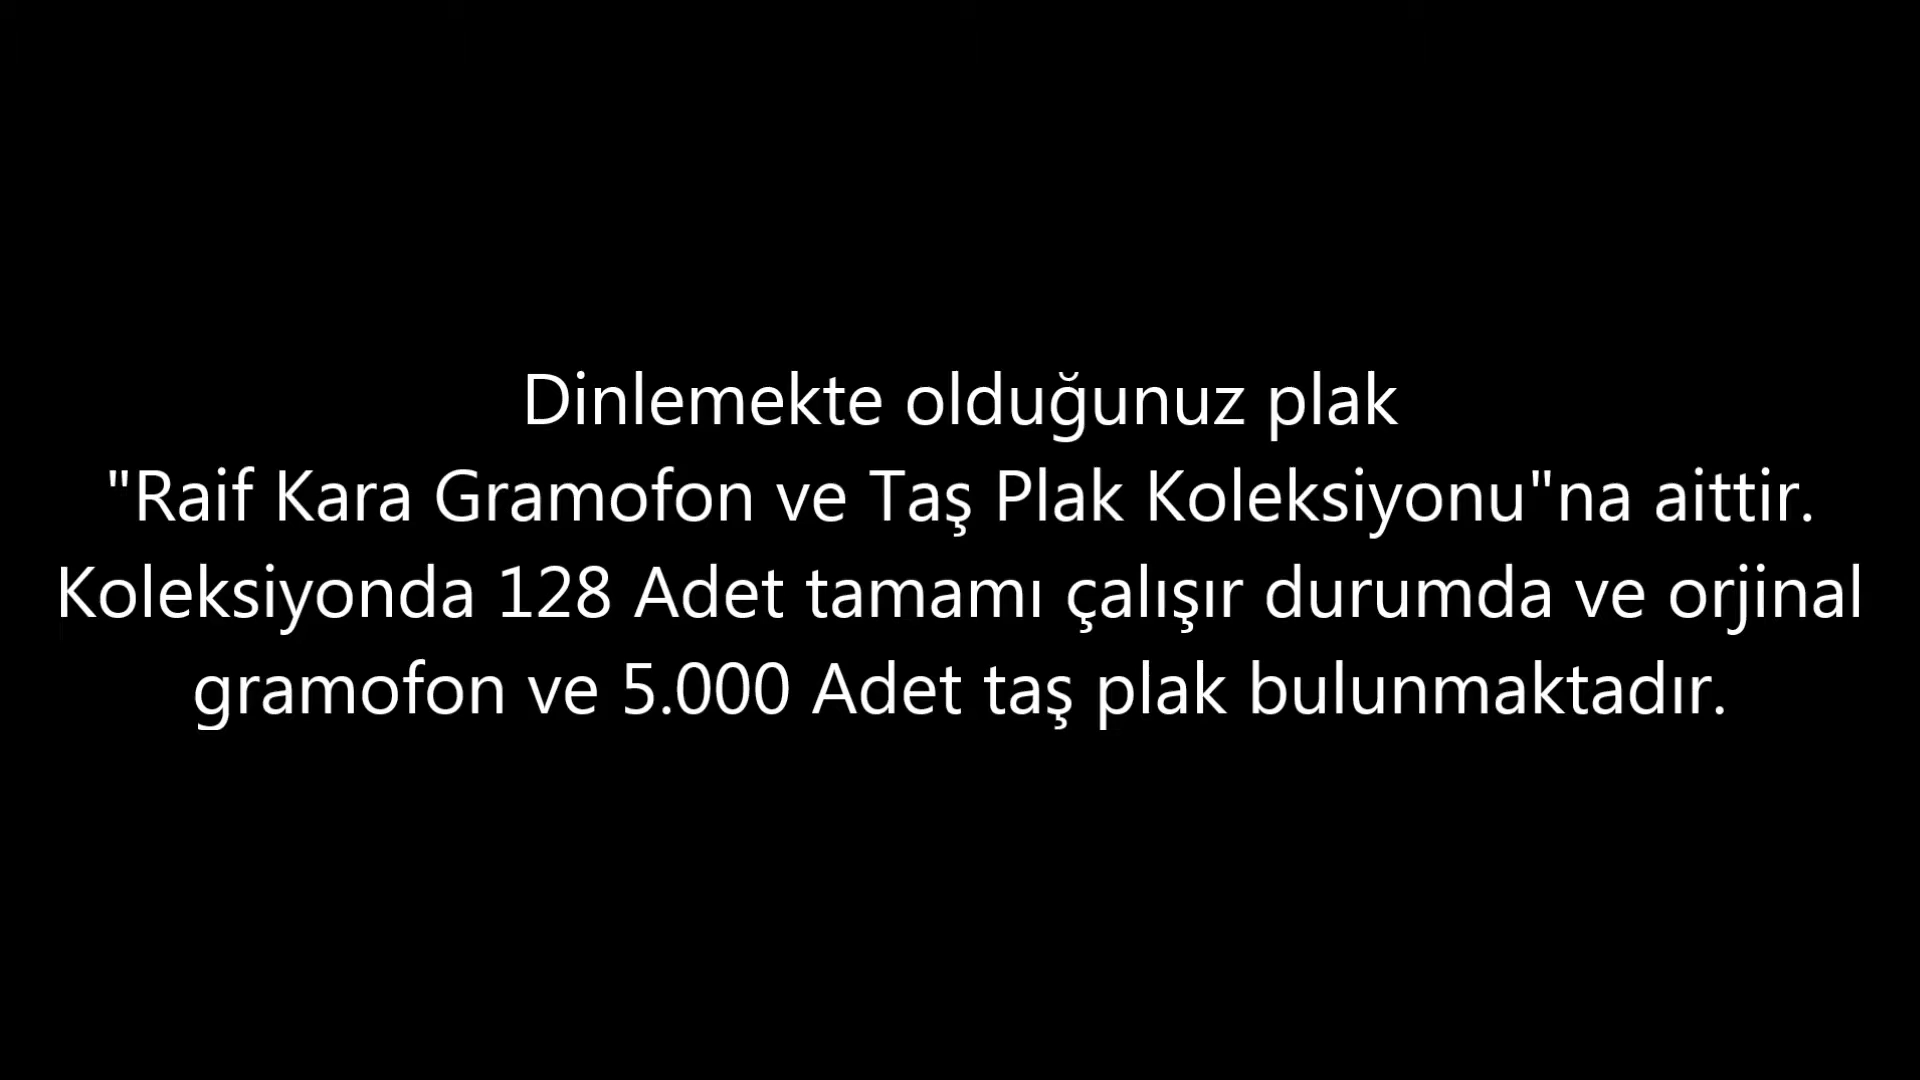 Dinlemekte olduğunuz plak
"Raif Kara Gramofon ve Taş Plak Koleksiyonu"na aittir.
Koleksiyonda 128 Adet tamamı çalışır durumda ve orjinal
gramofon ve 5.000 Adet taş plak bulunmaktadır.